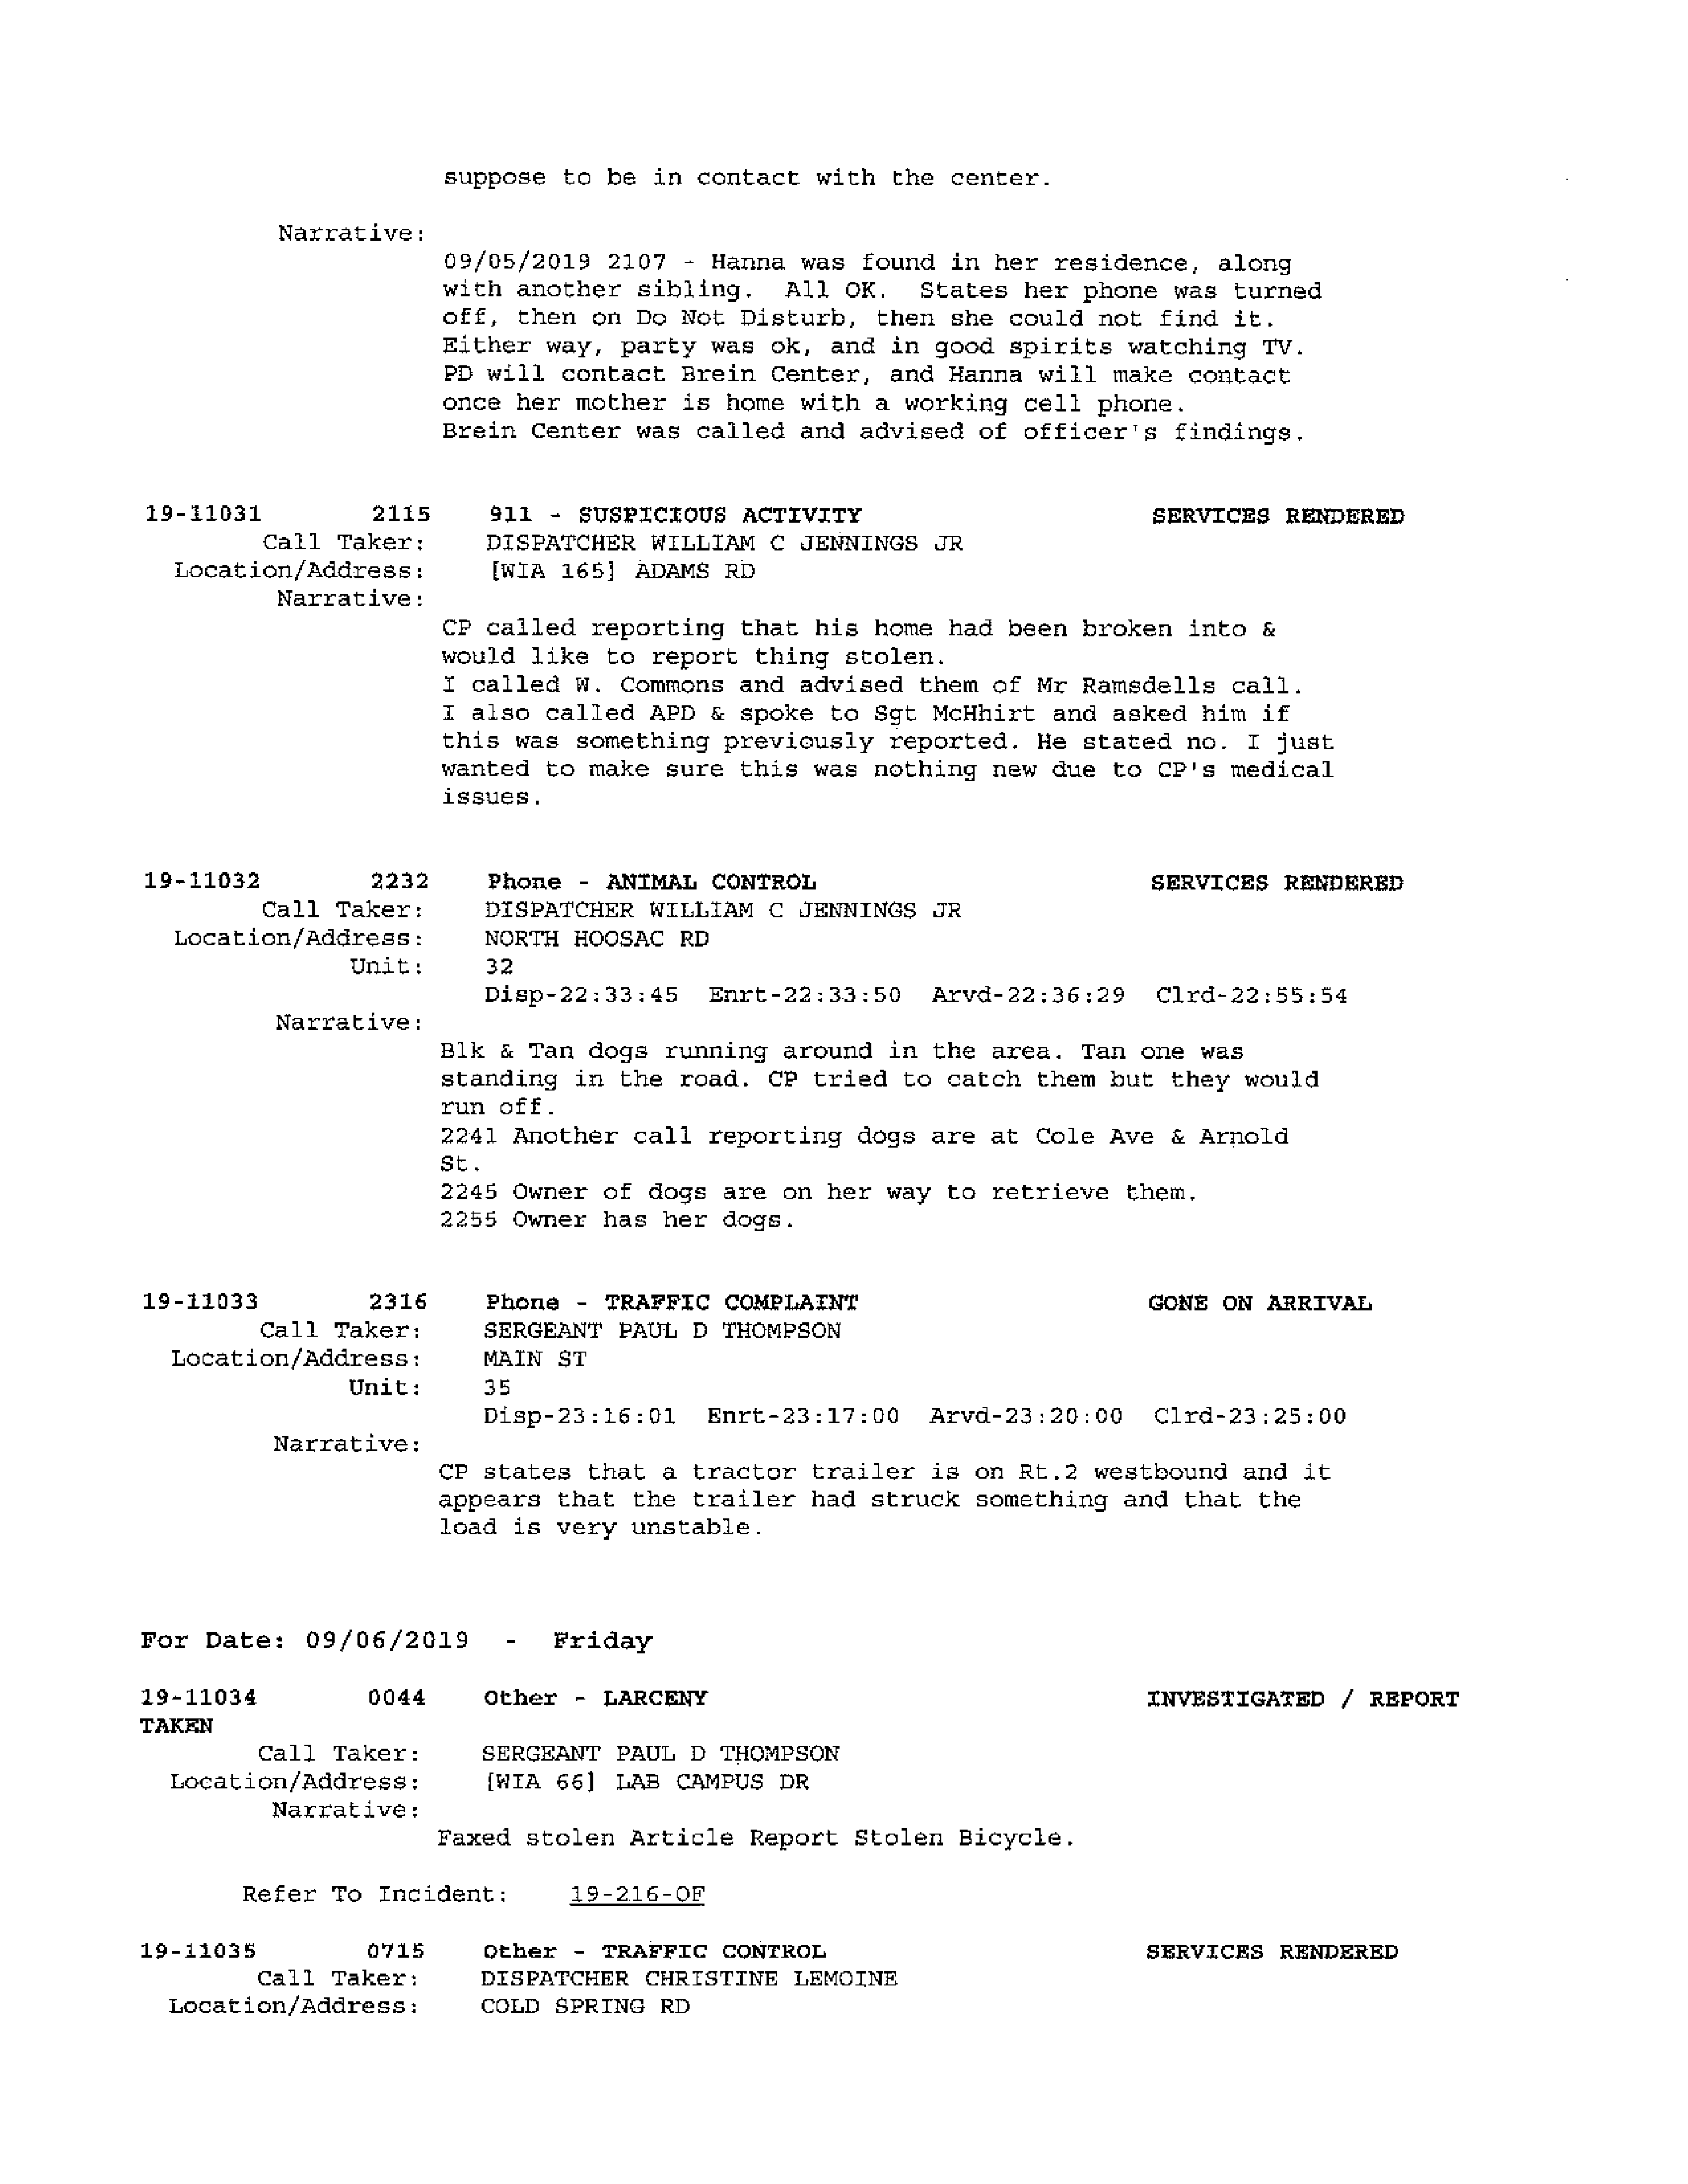 suppose to be in contact with the center.
Narrative:
09/05/2019 2107 - Hanna was found in her residence, along
with another sibling. All OK. States her phone was turned
off, then on Do Not Disturb, then she could not find it.
Either way, party was ok, and in good spirits watching TV.
PD will contact Brein Center, and Hanna will make contact
once her mother is home with a working cell phone.
Brein Center was called and advised of officer's findings.
19-11031 2115 911 - SUSPICIOUS ACTIVITY SERVICES RENDERED
Call Taker: DISPATCHER WILLIAM C JENNINGS JR
Location/Address: [WIA 165] ADAMS RD
Narrative:
CP called reporting that his home had been broken into &
would like to report thing stolen.
I called W. Commons and advised them of Mr Ramsdells call.
I also called APD & spoke to Sgt McHhirt and asked him if
this was something previously reported. He stated no. I just
wanted to make sure this was nothing new due to CP's medical
issues.
19-11032 2232 Phone - ANIMAL CONTROL SERVICES RENDERED
Call Taker: DISPATCHER WILLIAM C JENNINGS JR
Location/Address: NORTH HOOSAC RD
Unit: 32
Disp-22:33:45 Enrt-22:33:50 Arvd-22:36:29 Clrd-22:55:54
Narrative:
Blk & Tan dogs running around in the area. Tan one was
standing in the road. CP tried to catch them but they would
run off.
2241 Another call reporting dogs are at Cole Ave & Arnold
St.
2245 Owner of dogs are on her way to retrieve them.
2255 Owner has her dogs.
19-11033 2316 Phone - TRAFFIC COMPLAINT GONE ON ARRIVAL
Call Taker: SERGEANT PAUL D THOMPSON
Location/Address: MAIN ST
Unit: 35
Disp-23:16:01 Enrt-23:17:00 Arvd-23:20:00 Clrd-23:25:00
Narrative:
CP states that a tractor trailer is on Rt.2 westbound and it
appears that the trailer had struck something and that the
load is very unstable.
For Date: 09/06/2019 - Friday
19-11034 0044 Other - LARCENY INVESTIGATED / REPORT
TAKEN
Call Taker: SERGEANT PAUL D THOMPSON
Location/Address: [WIA 66] LAB CAMPUS DR
Narrative:
Faxed stolen Article Report Stolen Bicycle.
Refer To Incident: 19-216-OF
19-11035 0715 Other - TRAFFIC CONTROL SERVICES RENDERED
Call Taker: DISPATCHER CHRISTINE LEMOINE
Location/Address: COLD SPRING RD